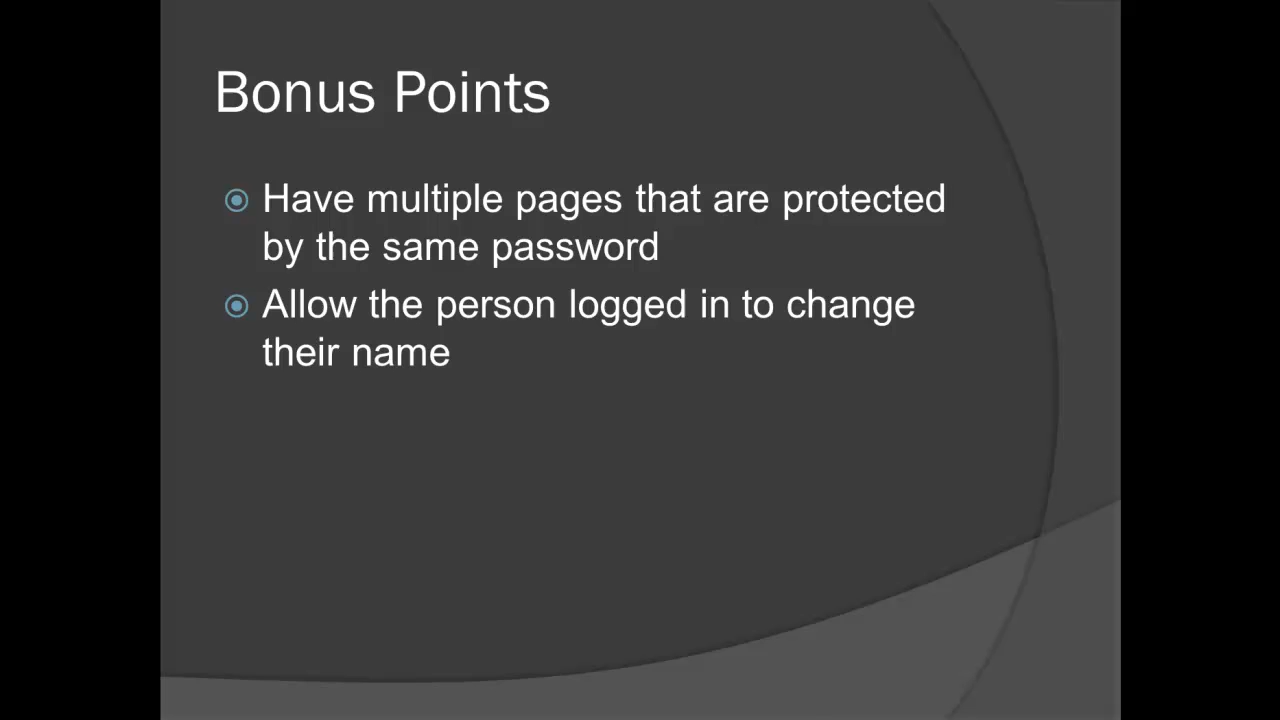 Bonus Points
Have multiple pages that are protected
by the same password
Allow the person logged in to change
their name